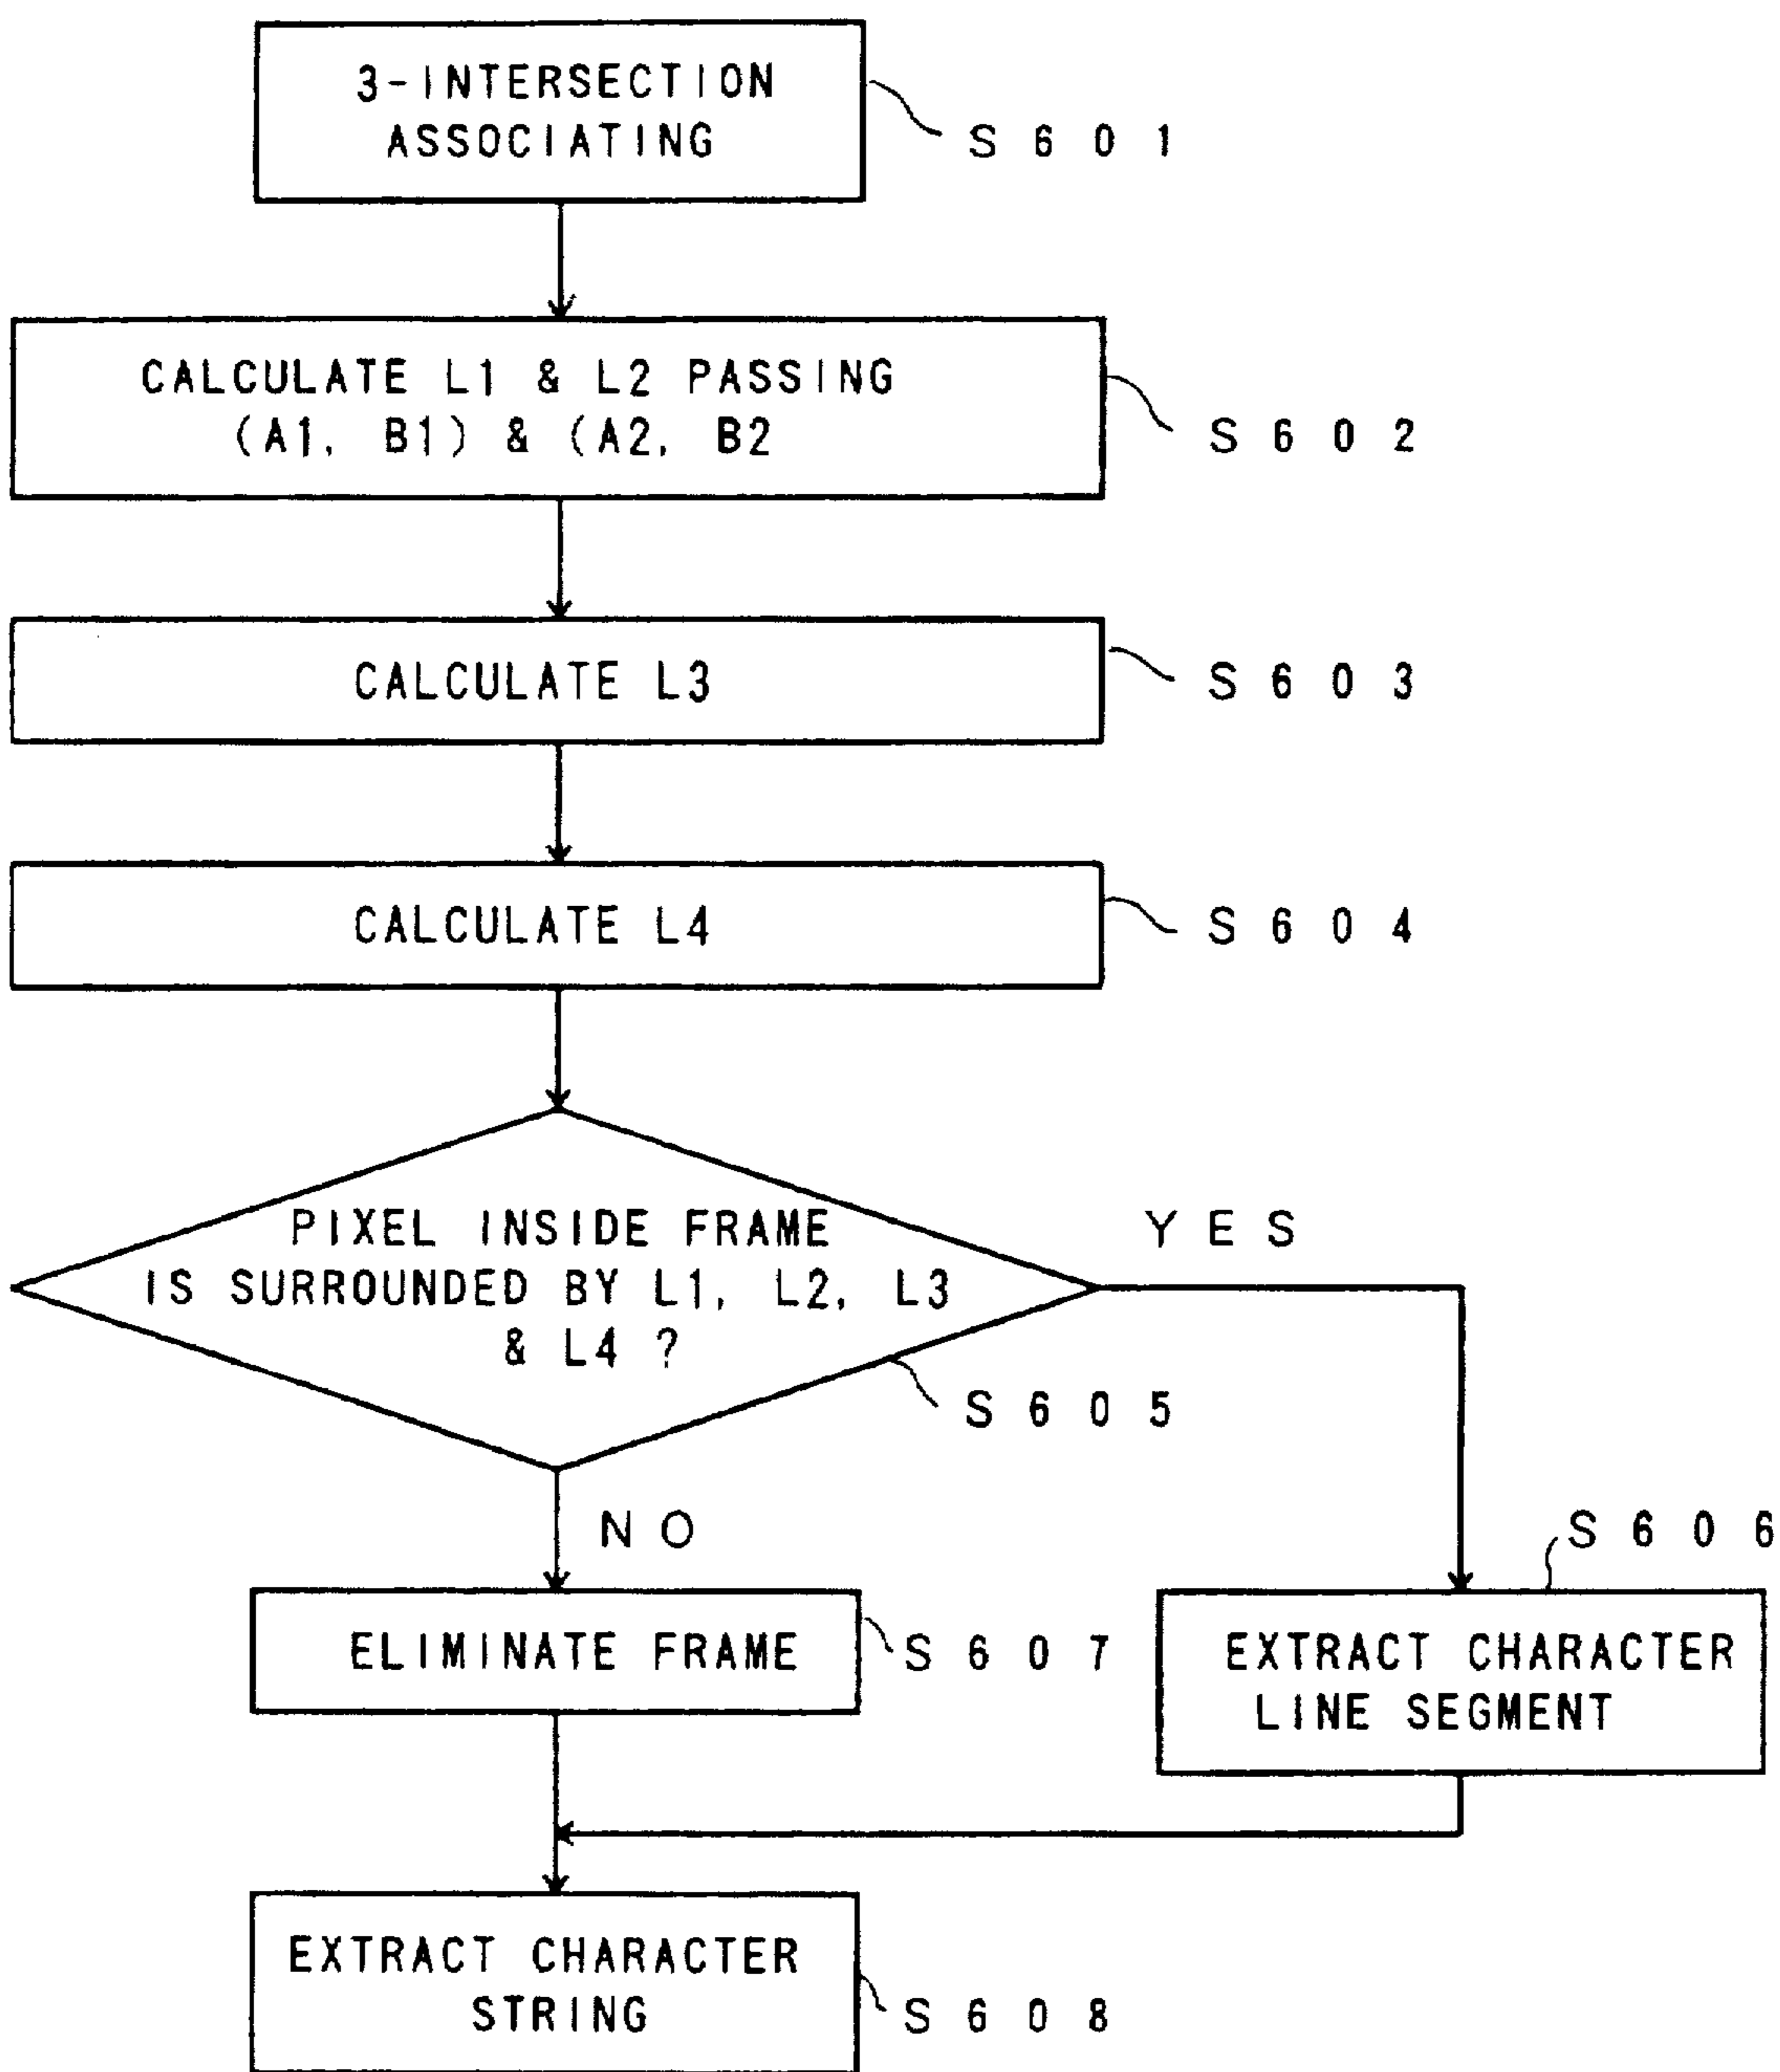 3-INTERSECTION
ASSOCIATING
S601
CALCULATE L1 & L2 PASSING
(A1, B1) & (A2, B2
S602
CALCULATE L3
S603
CALCULATE L4
S604
PIXEL INSIDE FRAME
IS SURROUNDED BY L1, L2, L3
& L4 ?
YES
S605
NO
S606
ELIMINATE FRAME
S607
EXTRACT CHARACTER
LINE SEGMENT
EXTRACT CHARACTER
STRING
S608